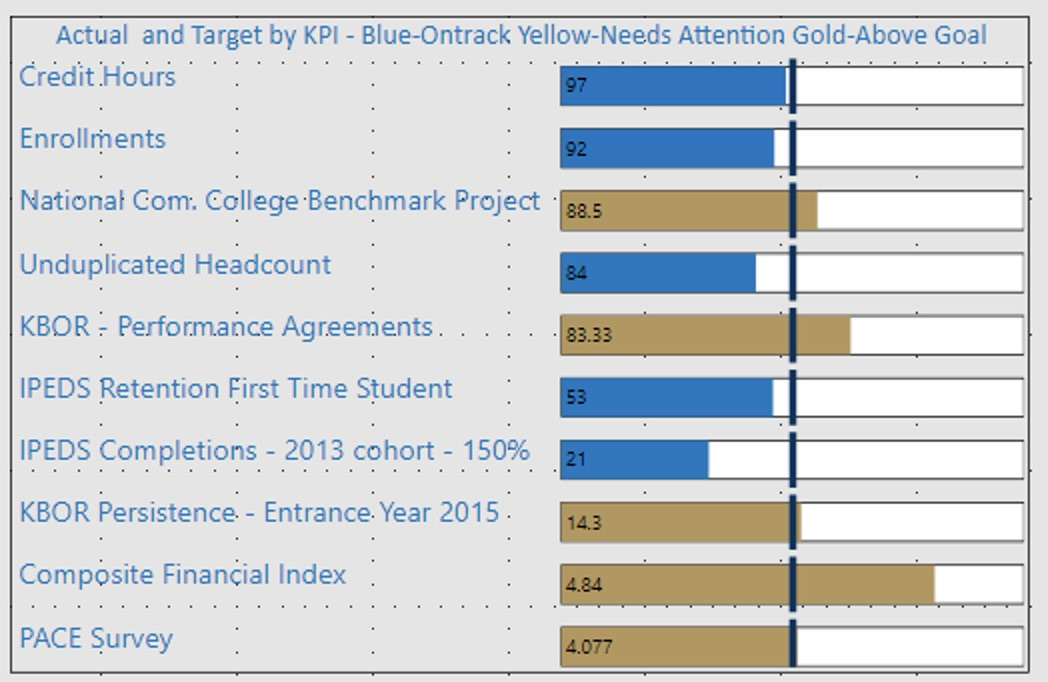 Actual and Target by KPI - Blue-Ontrack Yellow-Needs Attention Gold-Above Goal
Credit Hours 97
Enrollments 92
National Com. College Benchmark Project 88.5
Unduplicated Headcount 84
KBOR - Performance Agreements 83.33
IPEDS Retention First Time Student 53
IPEDS Completions - 2013 cohort - 150% 21
KBOR Persistence - Entrance Year 2015 14.3
Composite Financial Index 4.84
PACE Survey 4.077